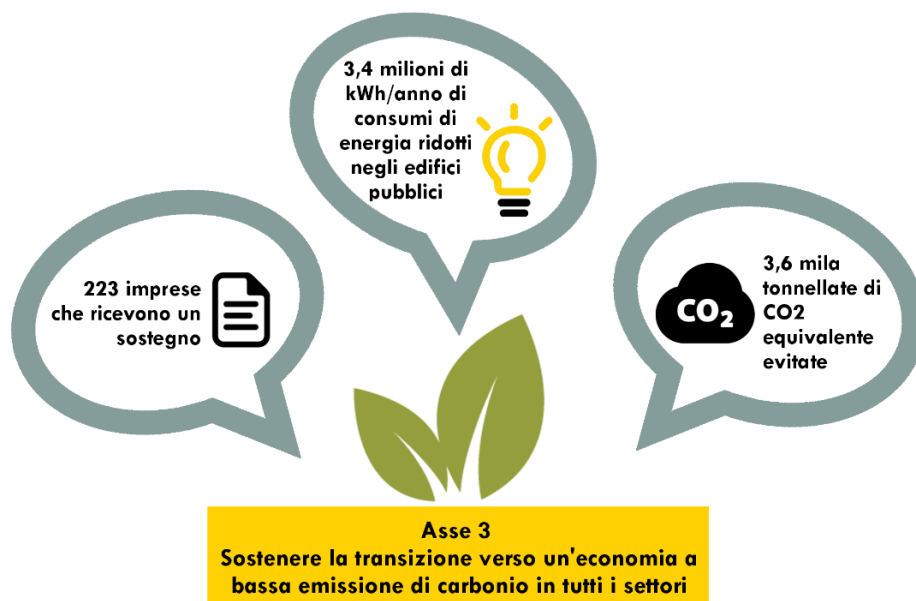 3,4 milioni di
kWh/anno di
consumi di
energia ridotti
negli edifici
pubblici
223 imprese
che ricevono un
sostegno
CO2
3,6 mila
tonnellate di
CO2
equivalente
evitate
Asse 3
Sostenere la transizione verso un'economia a
bassa emissione di carbonio in tutti i settori